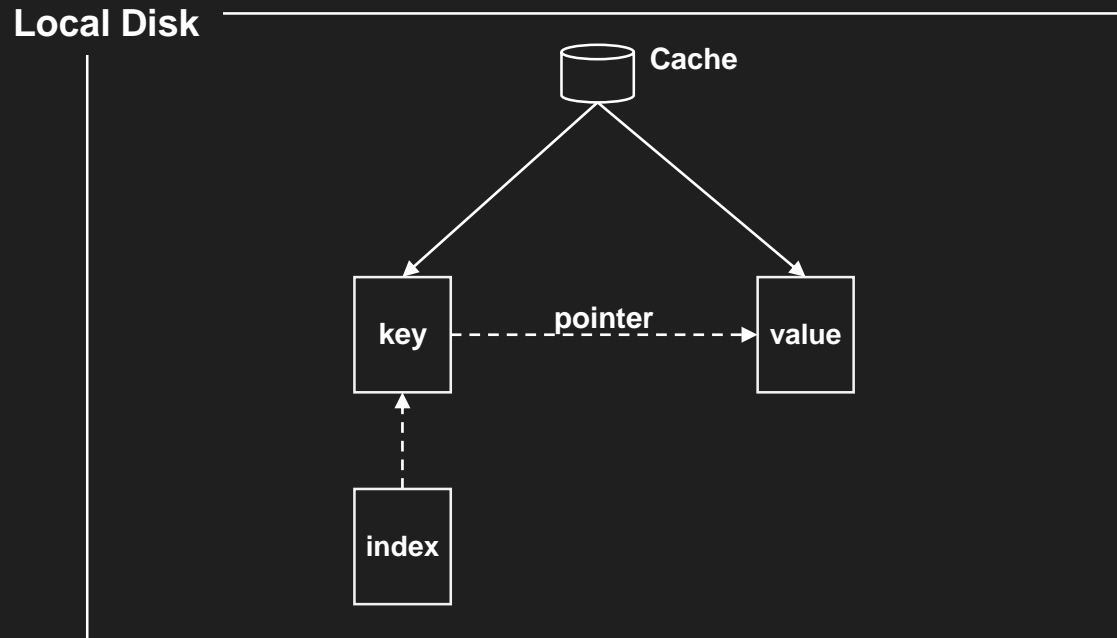 Local Disk
Cache
key
pointer
value
index